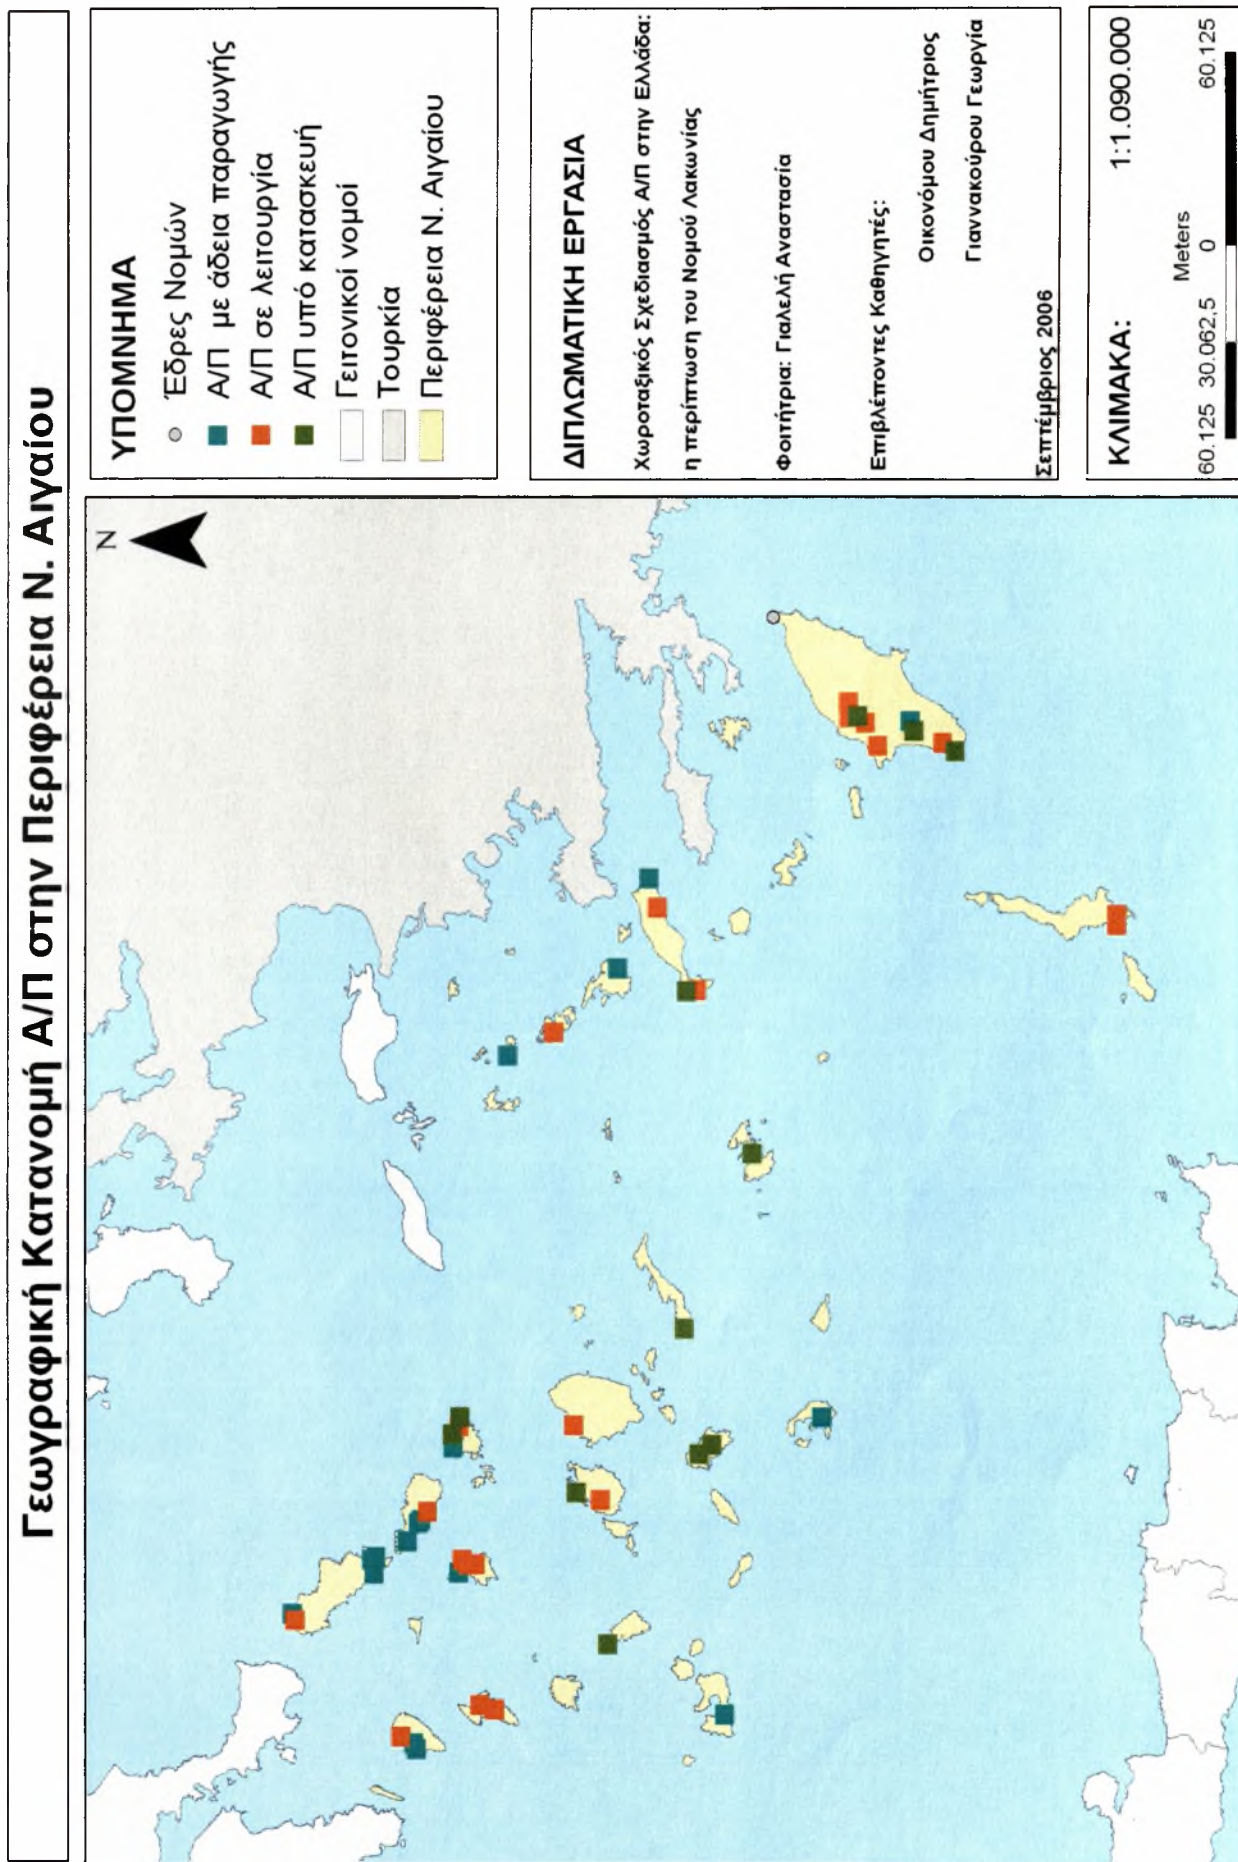 Γεωγραφική Κατανομή Α/Π στην Περιφέρεια Ν. Αιγαίου
N
ΥΠΟΜΝΗΜΑ
Έδρες Νομών
Α/Π με άδεια παραγωγής
Α/Π σε λειτουργία
Α/Π υπό κατασκευή
Γειτονικοί νομοί
Τουρκία
Περιφέρεια Ν. Αιγαίου
ΔΙΠΛΩΜΑΤΙΚΗ ΕΡΓΑΣΙΑ
Χωροταξικός Σχεδιασμός Α/Π στην Ελλάδα:
η περίπτωση του Νομού Λακωνίας
Φοιτήτρια: Γιαλελή Αναστασία
Επιβλέποντες Καθηγητές:
Οικονόμου Δημήτριος
Γιαννακούρου Γεωργία
Σεπτέμβριος 2006
ΚΛΙΜΑΚΑ: 1:1.090.000
Meters
60.125 30.062,5 0 60.125